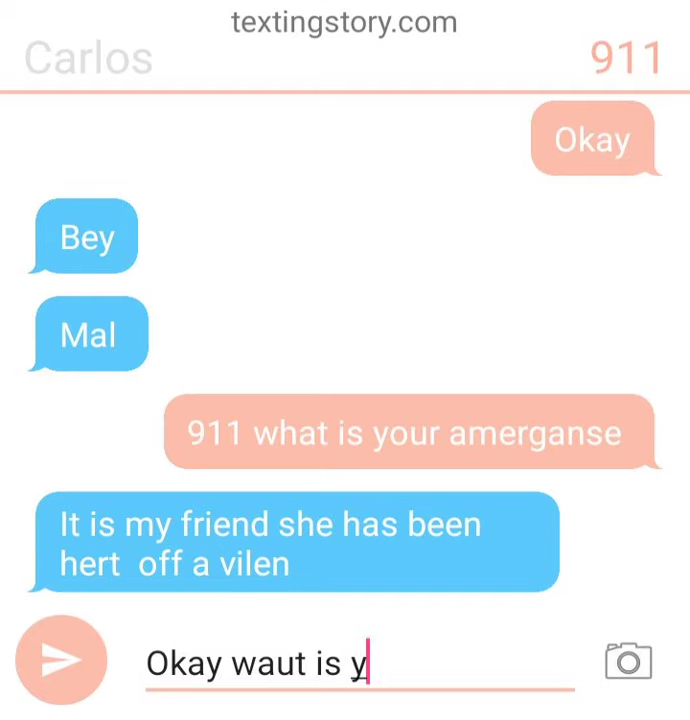 textingstory.com
Carlos
911
Okay
Bey
Mal
911 what is your amerganse
It is my friend she has been
hert  off a vilen
Okay waut is y